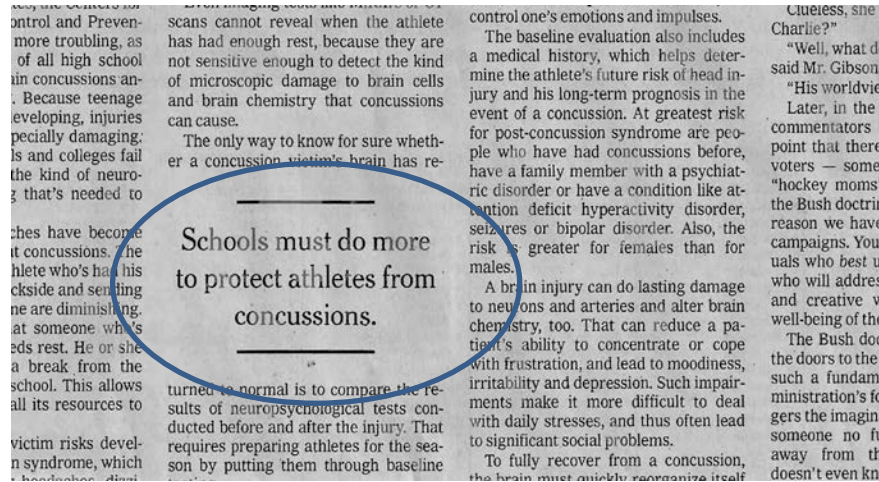 ontrol and Preven-
more troubling, as
of all high school
ain concussions an-
. Because teenage
eveloping, injuries
pecially damaging.
ls and colleges fail
the kind of neuro-
g that's needed to
ches have become
t concussions. The
hlete who's had his
ckside and sending
ne are diminishing.
at someone who's
eds rest. He or she
a break from the
school. This allows
all its resources to
victim risks devel-
n syndrome, which
scans cannot reveal when the athlete
has had enough rest, because they are
not sensitive enough to detect the kind
of microscopic damage to brain cells
and brain chemistry that concussions
can cause.
The only way to know for sure wheth-
er a concussion victim's brain has re-
Schools must do more
to protect athletes from
concussions.
turned to normal is to compare the re-
sults of neuropsychological tests con-
ducted before and after the injury. That
requires preparing athletes for the sea-
son by putting them through baseline
control one's emotions and impulses.
The baseline evaluation also includes
a medical history, which helps deter-
mine the athlete's future risk of head in-
jury and his long-term prognosis in the
event of a concussion. At greatest risk
for post-concussion syndrome are peo-
ple who have had concussions before,
have a family member with a psychiat-
ric disorder or have a condition like at-
tention deficit hyperactivity disorder,
seizures or bipolar disorder. Also, the
risk is greater for females than for
males.
A brain injury can do lasting damage
to neurons and arteries and alter brain
chemistry, too. That can reduce a pa-
tient's ability to concentrate or cope
with frustration, and lead to moodiness,
irritability and depression. Such impair-
ments make it more difficult to deal
with daily stresses, and thus often lead
to significant social problems.
To fully recover from a concussion,
the brain must quickly reorganize itself
Clueless, she
Charlie?"
"Well, what d
said Mr. Gibson
"His worldvie
Later, in the
commentators
point that there
voters — some
"hockey moms
the Bush doctrin
reason we have
campaigns. You
uals who best u
who will addres
and creative v
well-being of the
The Bush doc
the doors to the
such a fundam
ministration's fo
gers the imagin
someone no fu
away from th
doesn't even kn